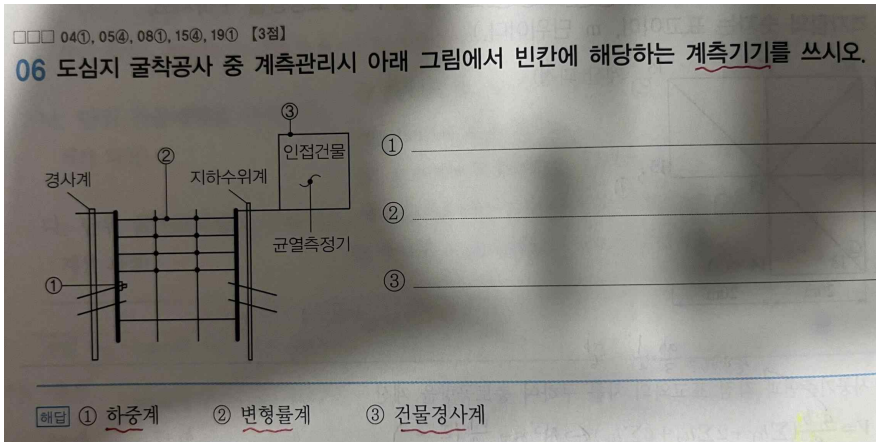 □□□ 04①, 05④, 08①, 15④, 19① 【3점】
06 도심지 굴착공사 중 계측관리시 아래 그림에서 빈칸에 해당하는 계측기기를 쓰시오.
③
② 인접건물 ①
경사계 지하수위계
②
균열측정기
① ③
해답 ① 하중계 ② 변형률계 ③ 건물경사계